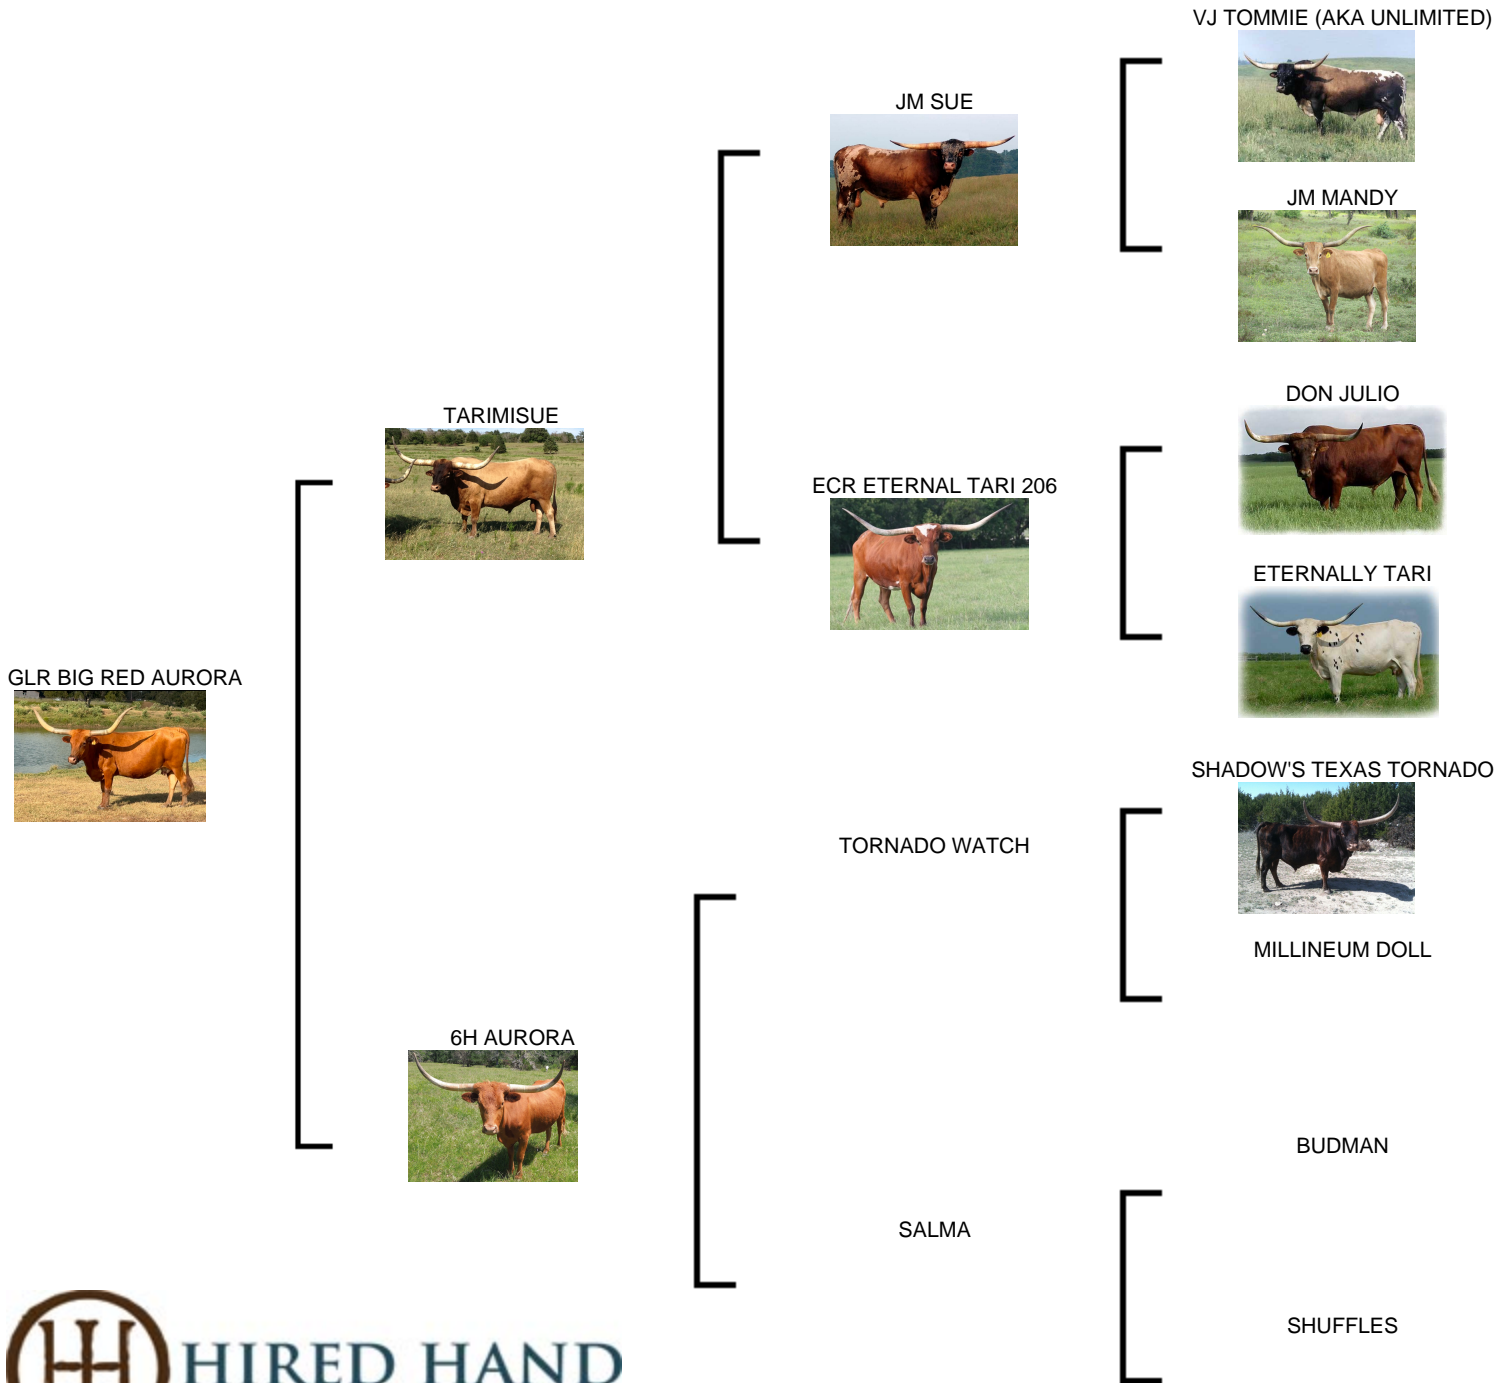 VJ TOMMIE (AKA UNLIMITED)
JM SUE
JM MANDY
DON JULIO
TARIMISUE
ECR ETERNAL TARI 206
ETERNALLY TARI
GLR BIG RED AURORA
SHADOW'S TEXAS TORNADO
TORNADO WATCH
MILLINEUM DOLL
6H AURORA
BUDMAN
SALMA
SHUFFLES
HIRED HAND